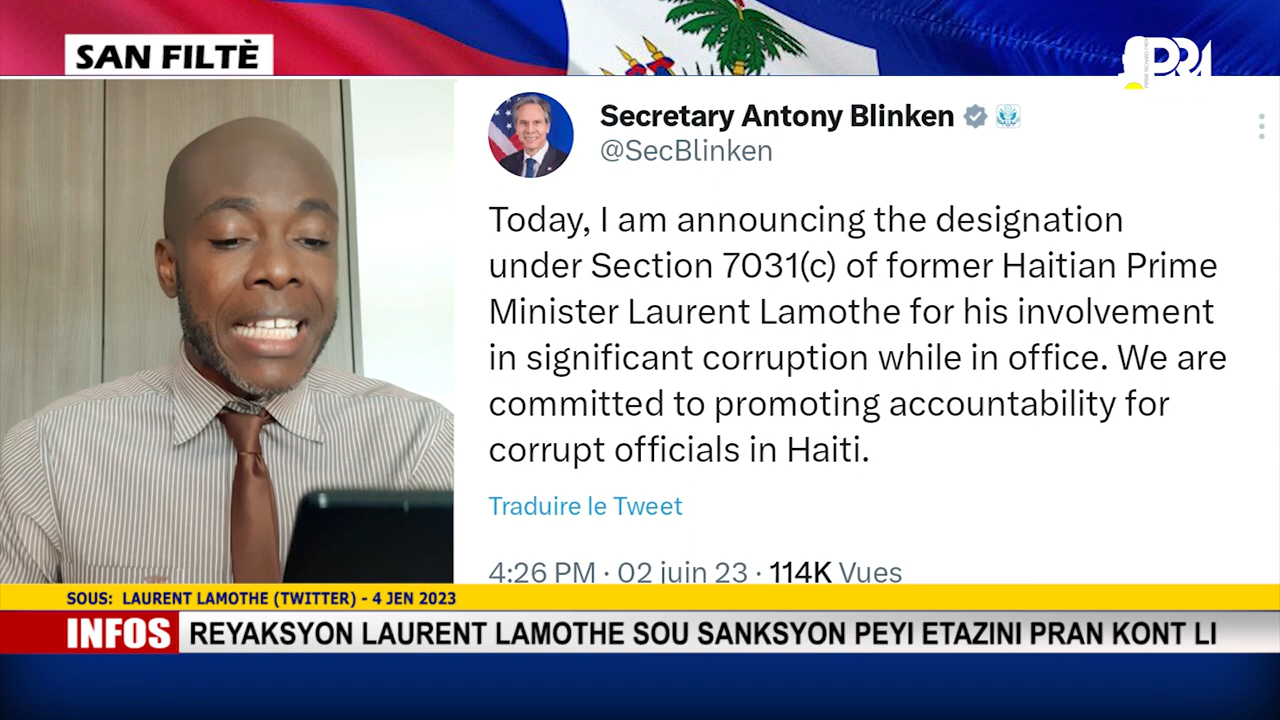 SAN FILTÈ
PRM
Secretary Antony Blinken
@SecBlinken
Today, I am announcing the designation
under Section 7031(c) of former Haitian Prime
Minister Laurent Lamothe for his involvement
in significant corruption while in office. We are
committed to promoting accountability for
corrupt officials in Haiti.
Traduire le Tweet
4:26 PM · 02 juin 23 · 114K Vues
SOUS: LAURENT LAMOTHE (TWITTER) - 4 JEN 2023
INFOS
REYAKSYON LAURENT LAMOTHE SOU SANKSYON PEYI ETAZINI PRAN KONT LI